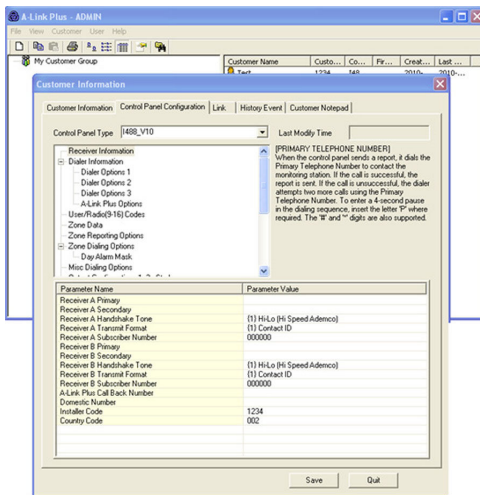 A-Link Plus - ADMIN
File View Customer User Help
My Customer Group
Customer Name Custo... Co... Fir... Creat... Last ...
Test 1234 I48 2010- 2010-...
Customer Information
Customer Information Control Panel Configuration Link History Event Customer Notepad
Control Panel Type I488_V10 Last Modify Time
Receiver Information
Dialer Information
Dialer Options 1
Dialer Options 2
Dialer Options 3
A-Link Plus Options
User/Radio(9-16) Codes
Zone Data
Zone Reporting Options
Zone Dialing Options
Day Alarm Mask
Misc Dialing Options
[PRIMARY TELEPHONE NUMBER]
When the control panel sends a report, it dials the
Primary Telephone Number to contact the
monitoring station. If the call is successful, the
report is sent. If the call is unsuccessful, the dialer
attempts two more calls using the Primary
Telephone Number. To enter a 4-second pause
in the dialing sequence, insert the letter 'P' where
required. The '#' and '*' digits are also supported.
Parameter Name Parameter Value
Receiver A Primary
Receiver A Secondary
Receiver A Handshake Tone (1) Hi-Lo (Hi Speed Ademco)
Receiver A Transmit Format (1) Contact ID
Receiver A Subscriber Number 000000
Receiver B Primary
Receiver B Secondary
Receiver B Handshake Tone (1) Hi-Lo (Hi Speed Ademco)
Receiver B Transmit Format (1) Contact ID
Receiver B Subscriber Number 000000
A-Link Plus Call Back Number
Domestic Number
Installer Code 1234
Country Code 002
Save Quit